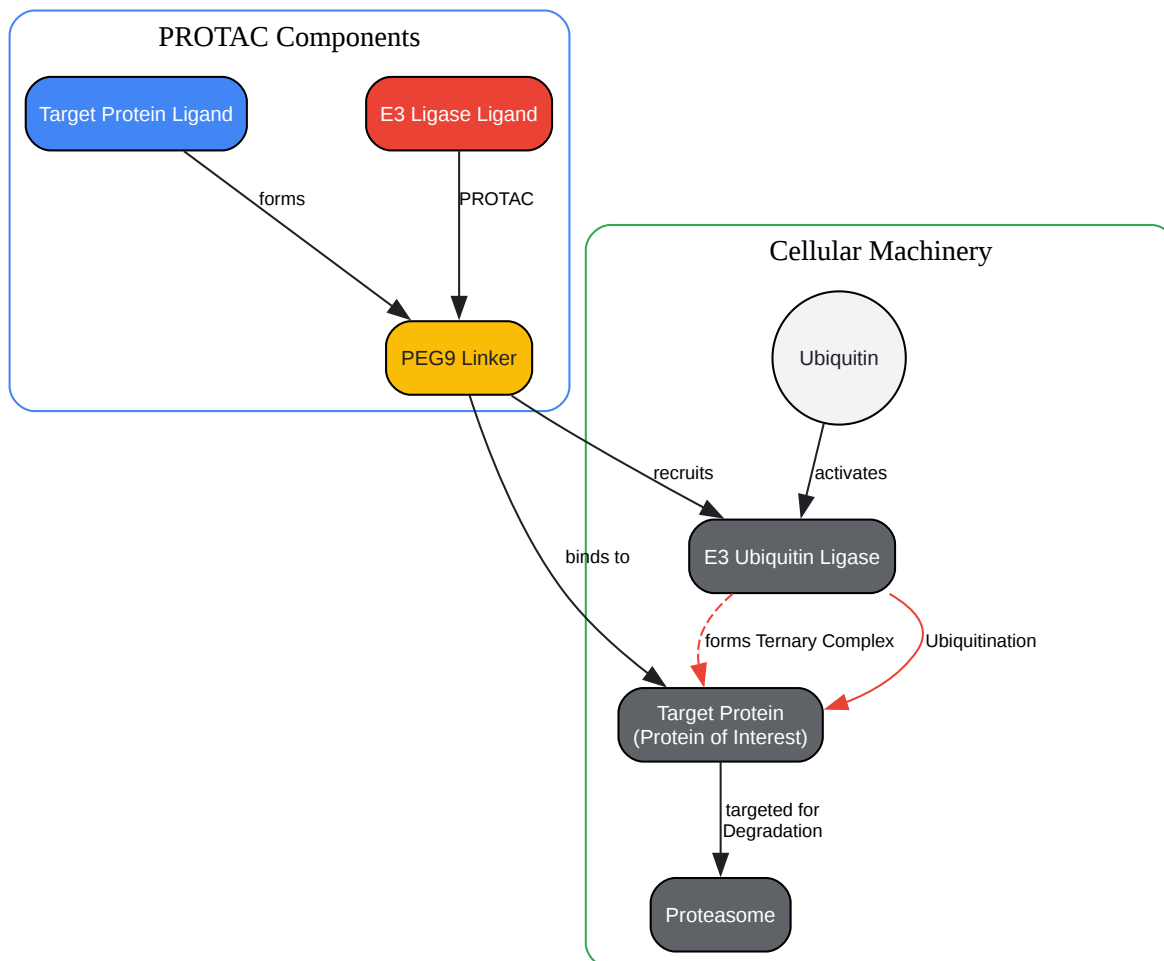 PROTAC Components
Target Protein Ligand
E3 Ligase Ligand
forms
PROTAC
PEG9 Linker
Cellular Machinery
Ubiquitin
recruits
activates
binds to
E3 Ubiquitin Ligase
forms Ternary Complex
Ubiquitination
Target Protein
(Protein of Interest)
targeted for
Degradation
Proteasome